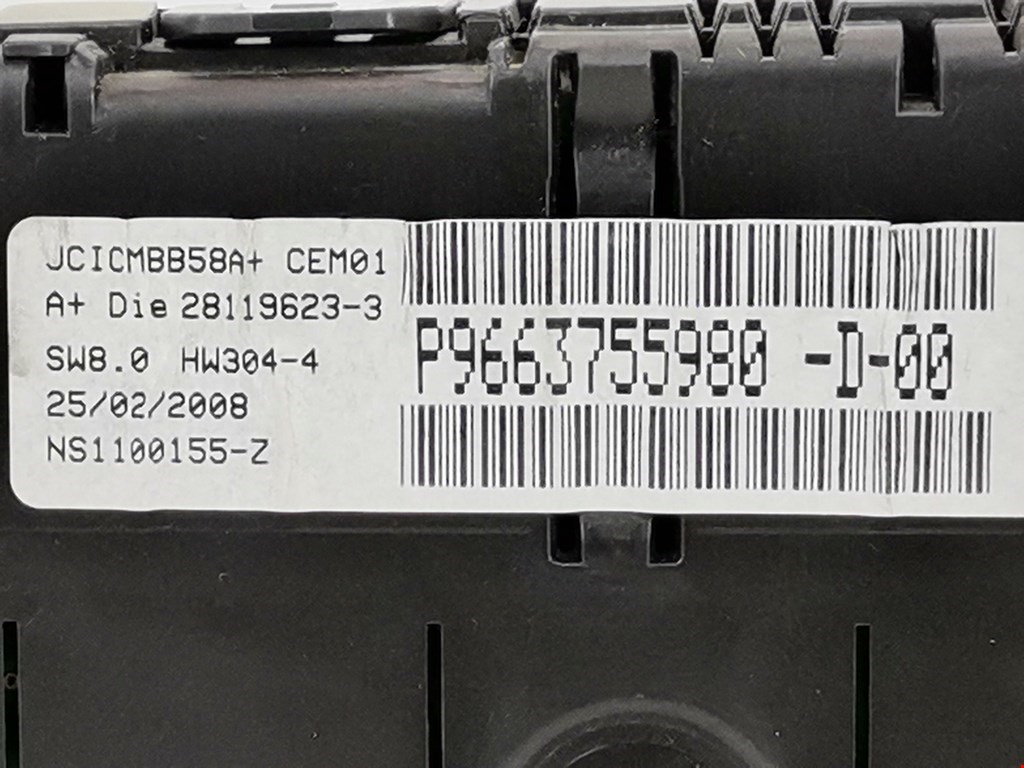 JCICMBB58A+ CEM01
A+ Die 28119623-3
SW8.0 HW304-4
25/02/2008
NS1100155-Z
P9663755980 -D-00